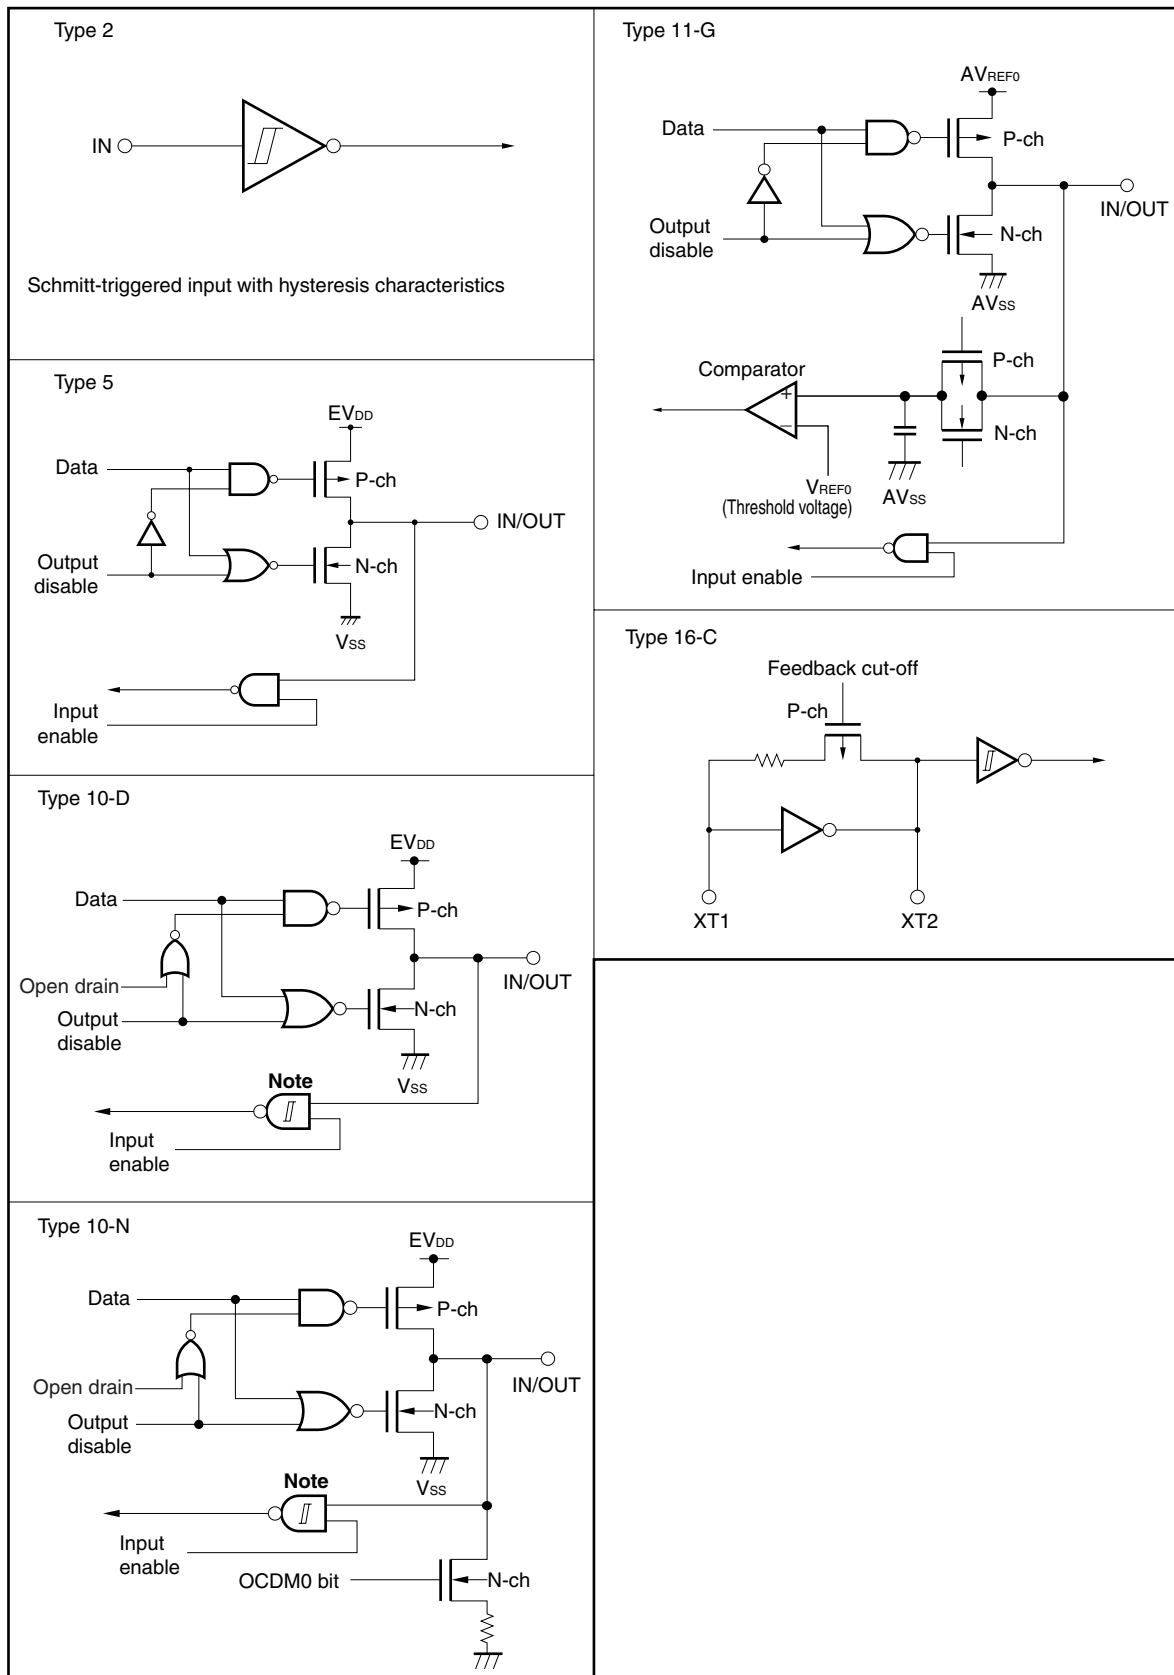 Type 2
IN
Schmitt-triggered input with hysteresis characteristics
Type 5
EVDD
Data
P-ch
IN/OUT
Output
disable
N-ch
VSS
Input
enable
Type 10-D
EVDD
Data
P-ch
IN/OUT
Open drain
Output
disable
N-ch
VSS
Note
Input
enable
Type 10-N
EVDD
Data
P-ch
IN/OUT
Open drain
Output
disable
N-ch
VSS
Note
Input
enable
OCDM0 bit
N-ch
Type 11-G
AVREF0
Data
P-ch
IN/OUT
Output
disable
N-ch
AVSS
Comparator
P-ch
+
−
N-ch
VREF0
(Threshold voltage)
AVSS
Input enable
Type 16-C
Feedback cut-off
P-ch
XT1
XT2